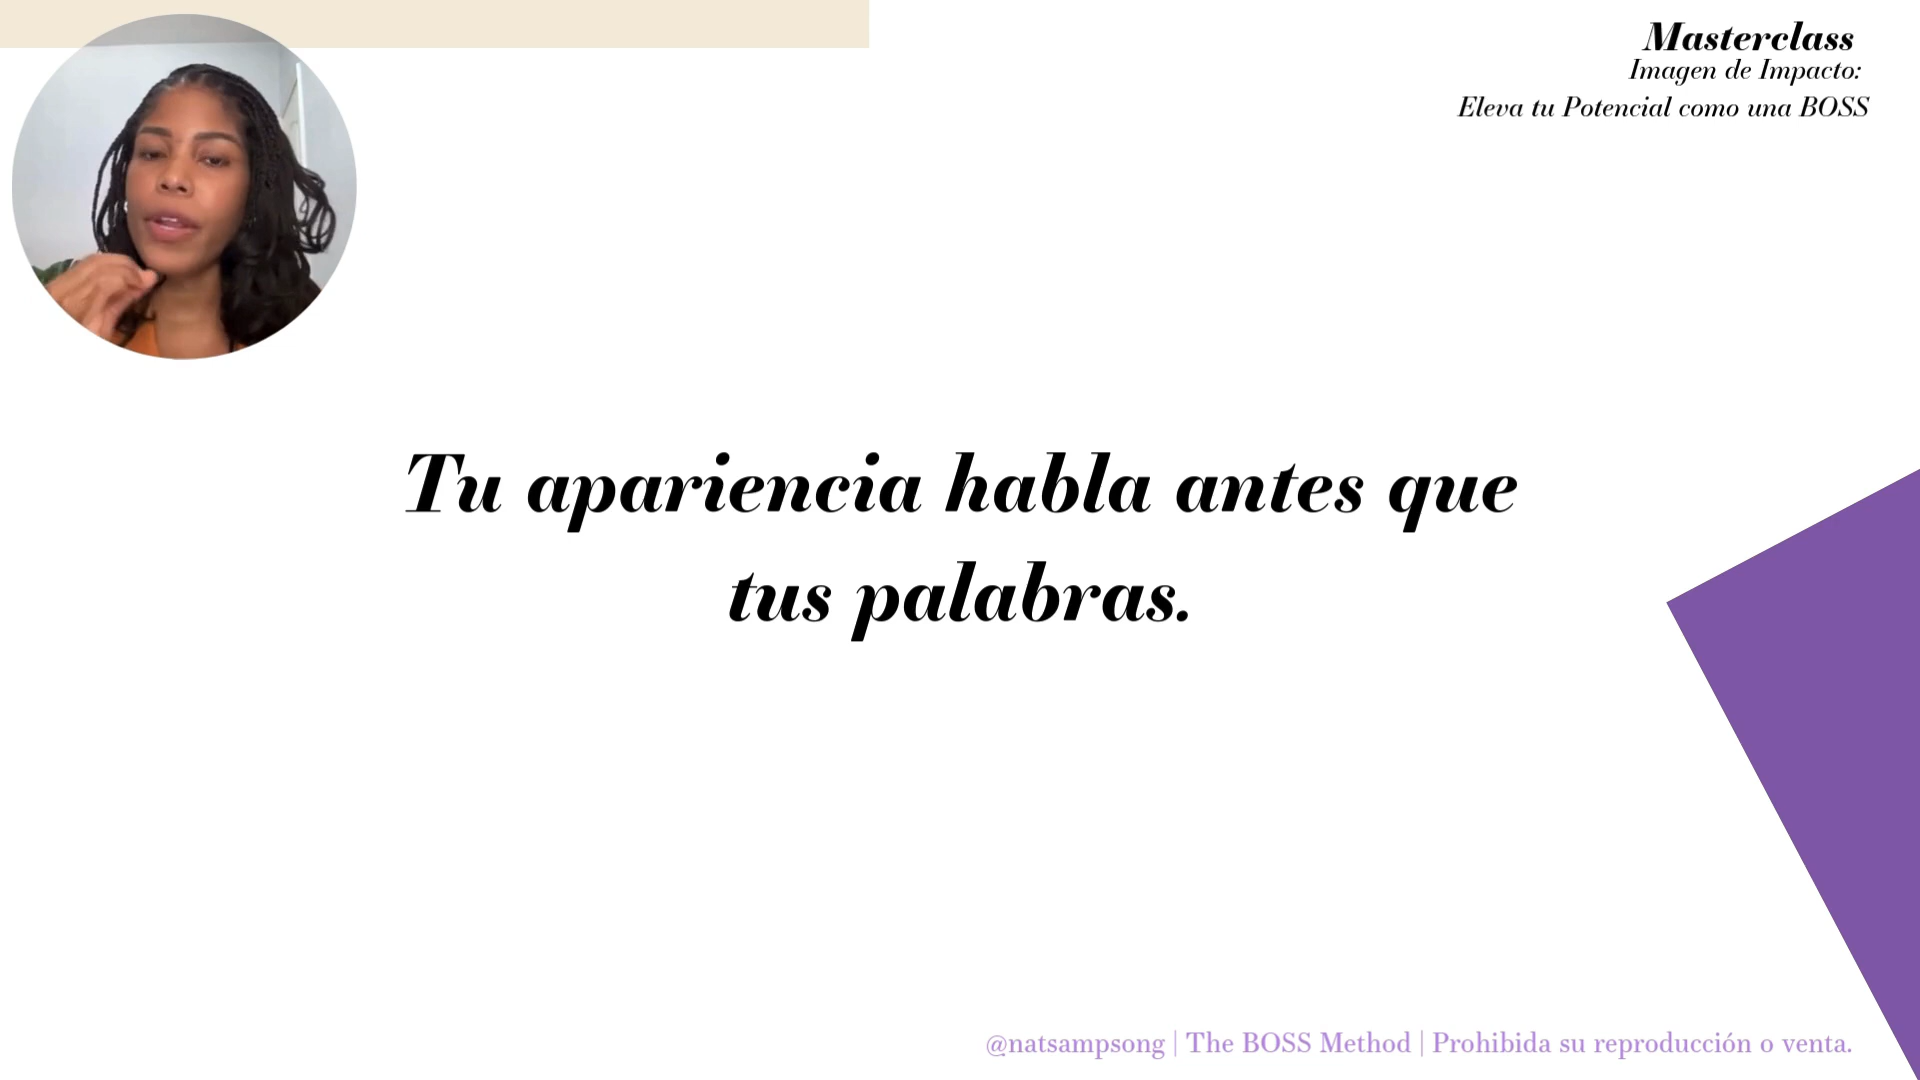 Masterclass
Imagen de Impacto:
Eleva tu Potencial como una BOSS
Tu apariencia habla antes que
tus palabras.
@natsampsong | The BOSS Method | Prohibida su reproducción o venta.